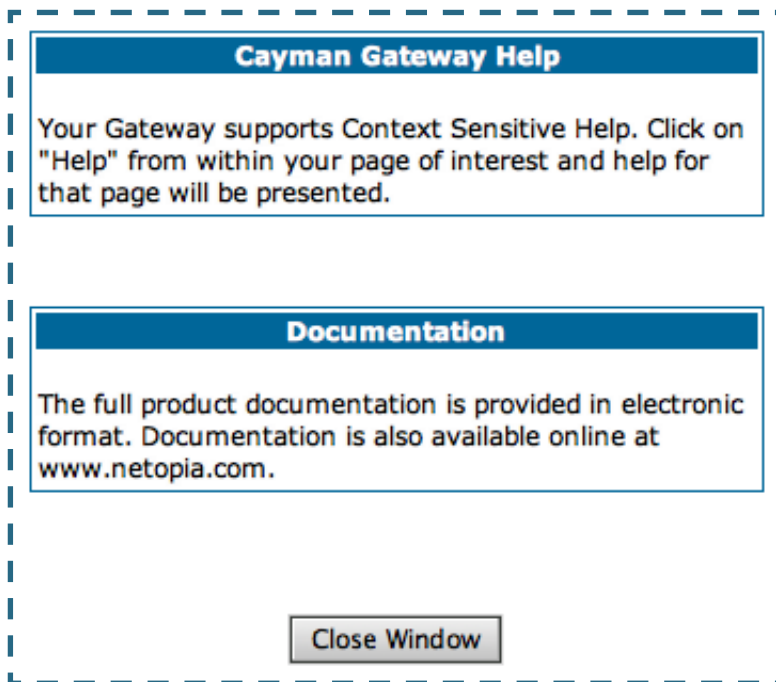 Cayman Gateway Help
Your Gateway supports Context Sensitive Help. Click on
"Help" from within your page of interest and help for
that page will be presented.
Documentation
The full product documentation is provided in electronic
format. Documentation is also available online at
www.netopia.com.
Close Window